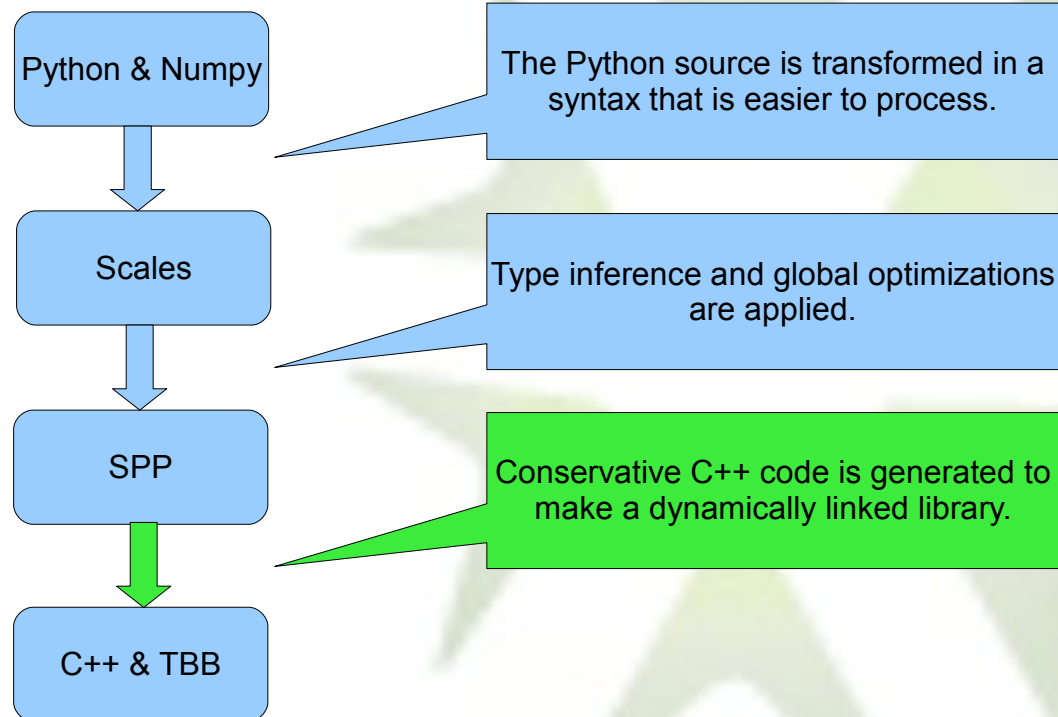 Python & Numpy
The Python source is transformed in a
syntax that is easier to process.
Scales
Type inference and global optimizations
are applied.
SPP
Conservative C++ code is generated to
make a dynamically linked library.
C++ & TBB